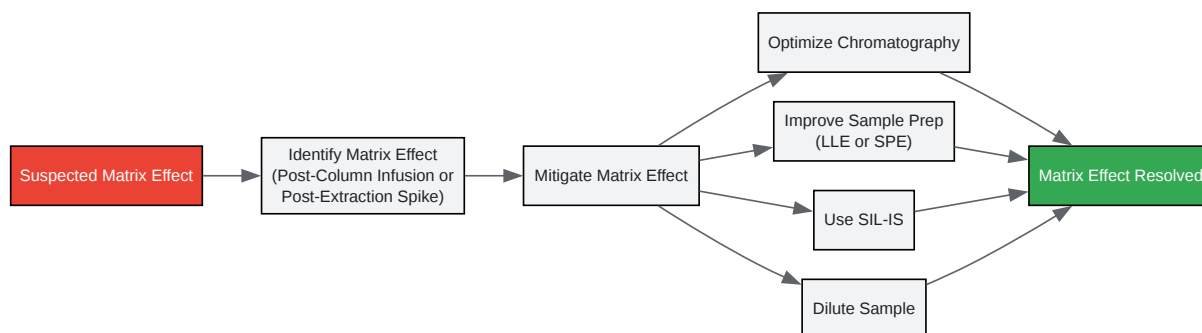 Suspected Matrix Effect
Identify Matrix Effect
(Post-Column Infusion or
Post-Extraction Spike)
Mitigate Matrix Effect
Optimize Chromatography
Improve Sample Prep
(LLE or SPE)
Use SIL-IS
Dilute Sample
Matrix Effect Resolved